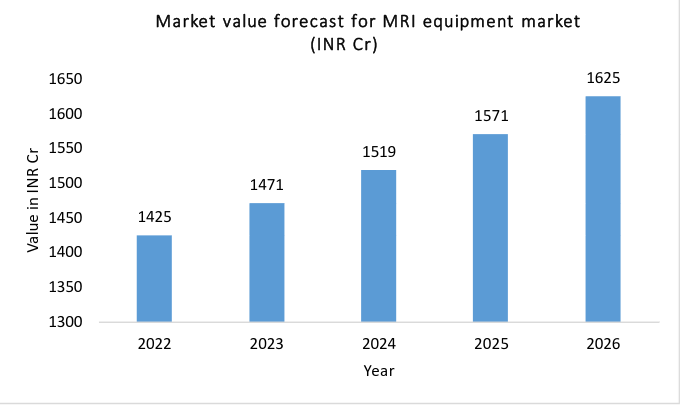 Market value forecast for MRI equipment market
(INR Cr)
Value in INR Cr
1650
1600
1550
1500
1450
1400
1350
1300
1425
1471
1519
1571
1625
2022 2023 2024 2025 2026
Year